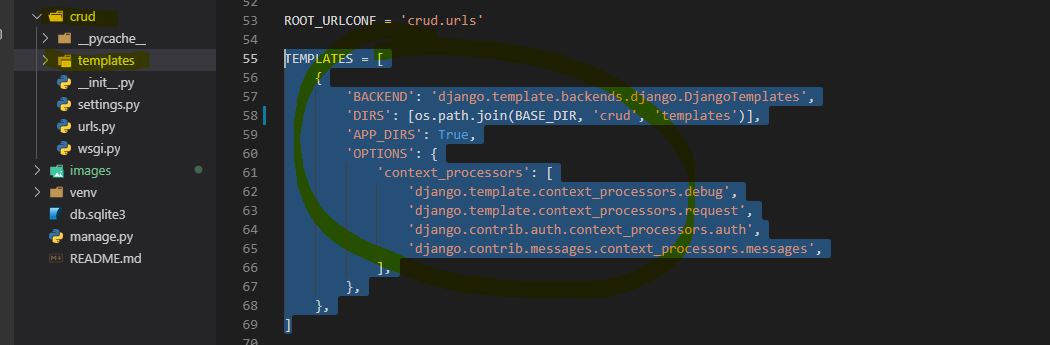 crud
__pycache__
templates
__init__.py
settings.py
urls.py
wsgi.py
images
venv
db.sqlite3
manage.py
README.md
52
53 ROOT_URLCONF = 'crud.urls'
54
55 TEMPLATES = [
56 {
57 'BACKEND': 'django.template.backends.django.DjangoTemplates',
58 'DIRS': [os.path.join(BASE_DIR, 'crud', 'templates')],
59 'APP_DIRS': True,
60 'OPTIONS': {
61 'context_processors': [
62 'django.template.context_processors.debug',
63 'django.template.context_processors.request',
64 'django.contrib.auth.context_processors.auth',
65 'django.contrib.messages.context_processors.messages',
66 ],
67 },
68 },
69 ]
70